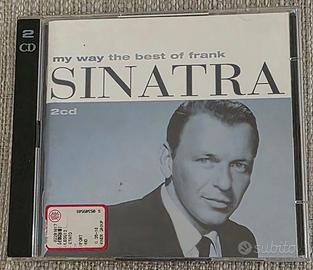 2
CD
my way the best of frank
SINATRA
2cd
subito